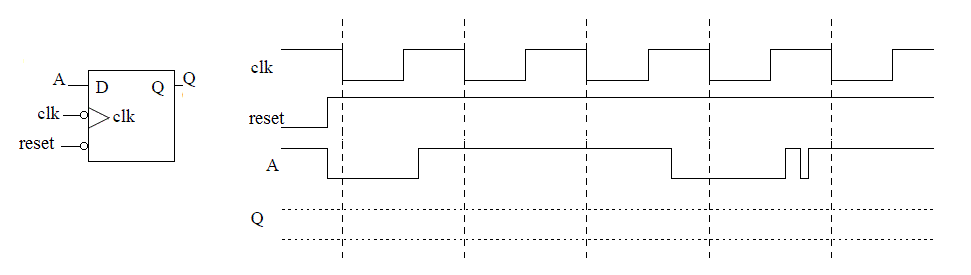 A D Q Q
clk clk
reset
clk
reset
A
Q